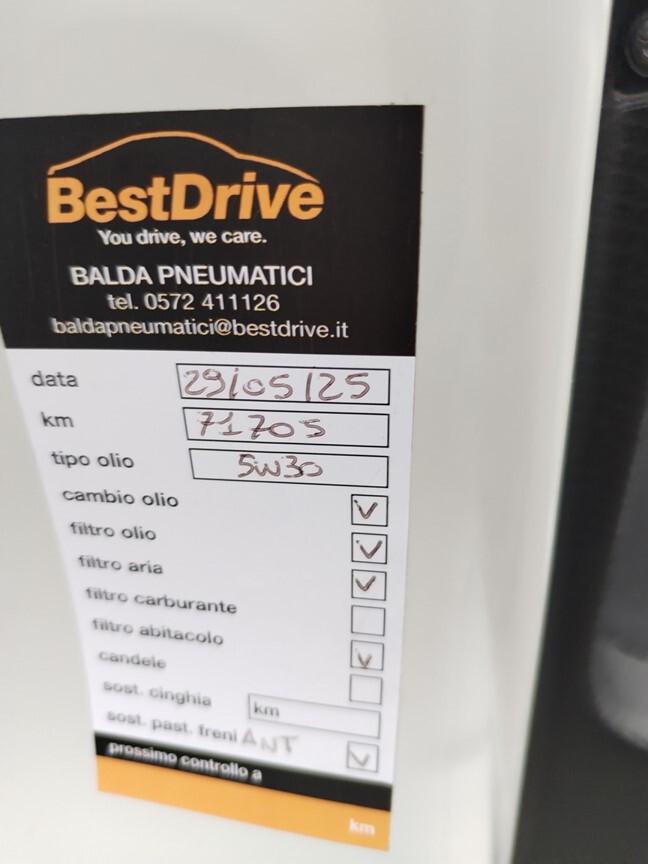 BestDrive
You drive, we care.
BALDA PNEUMATICI
tel. 0572 411126
baldapneumatici@bestdrive.it
data 29/05/25
km 71705
tipo olio 5W30
cambio olio V
filtro olio V
filtro aria V
filtro carburante
filtro abitacolo V
candele
sost. cinghia km
sost. past. freni ANT V
prossimo controllo a
km